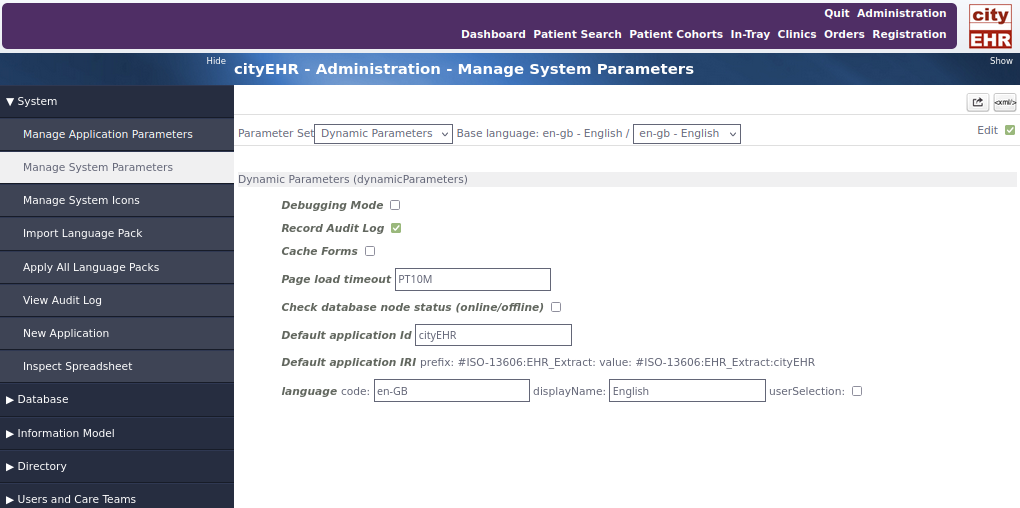 Quit Administration
Dashboard Patient Search Patient Cohorts In-Tray Clinics Orders Registration
city
EHR
Hide
cityEHR - Administration - Manage System Parameters
Show
▼ System
Manage Application Parameters
Manage System Parameters
Manage System Icons
Import Language Pack
Apply All Language Packs
View Audit Log
New Application
Inspect Spreadsheet
▶ Database
▶ Information Model
▶ Directory
▶ Users and Care Teams
<xml/>
Parameter Set Dynamic Parameters Base language: en-gb - English / en-gb - English
Edit
Dynamic Parameters (dynamicParameters)
Debugging Mode
Record Audit Log
Cache Forms
Page load timeout PT10M
Check database node status (online/offline)
Default application Id cityEHR
Default application IRI prefix: #ISO-13606:EHR_Extract: value: #ISO-13606:EHR_Extract:cityEHR
language code: en-GB displayName: English userSelection: